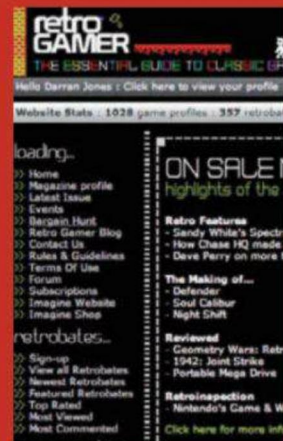 retro
GAMER
THE ESSENTIAL GUIDE TO CLASSIC
Hello Darran Jones : Click here to view your profile
Website Stats : 1028 game profiles : 357
loading...
>> Home
>> Magazine profile
>> Latest Issue
>> Events
>> Bargain Hunt
>> Retro Gamer Blog
>> Contact Us
>> Rules & Guidelines
>> Terms Of Use
>> Forum
>> Subscriptions
>> Imagine Website
>> Imagine Shop
retrobates...
>> Sign-up
>> View all Retrobates
>> Newest Retrobates
>> Featured Retrobates
>> Top Rated
>> Most Viewed
>> Most Commented
ON SALE
highlights of the
Retro Features
- Sandy White's
- How Chase HQ made
- Dave Perry on more
The Making of...
- Defender
- Soul Calibur
- Night Shift
Reviewed
- Geometry Wars:
- 1942: Joint Strike
- Portable Mega Drive
Retroinspection
- Nintendo's Game &
Click here for more